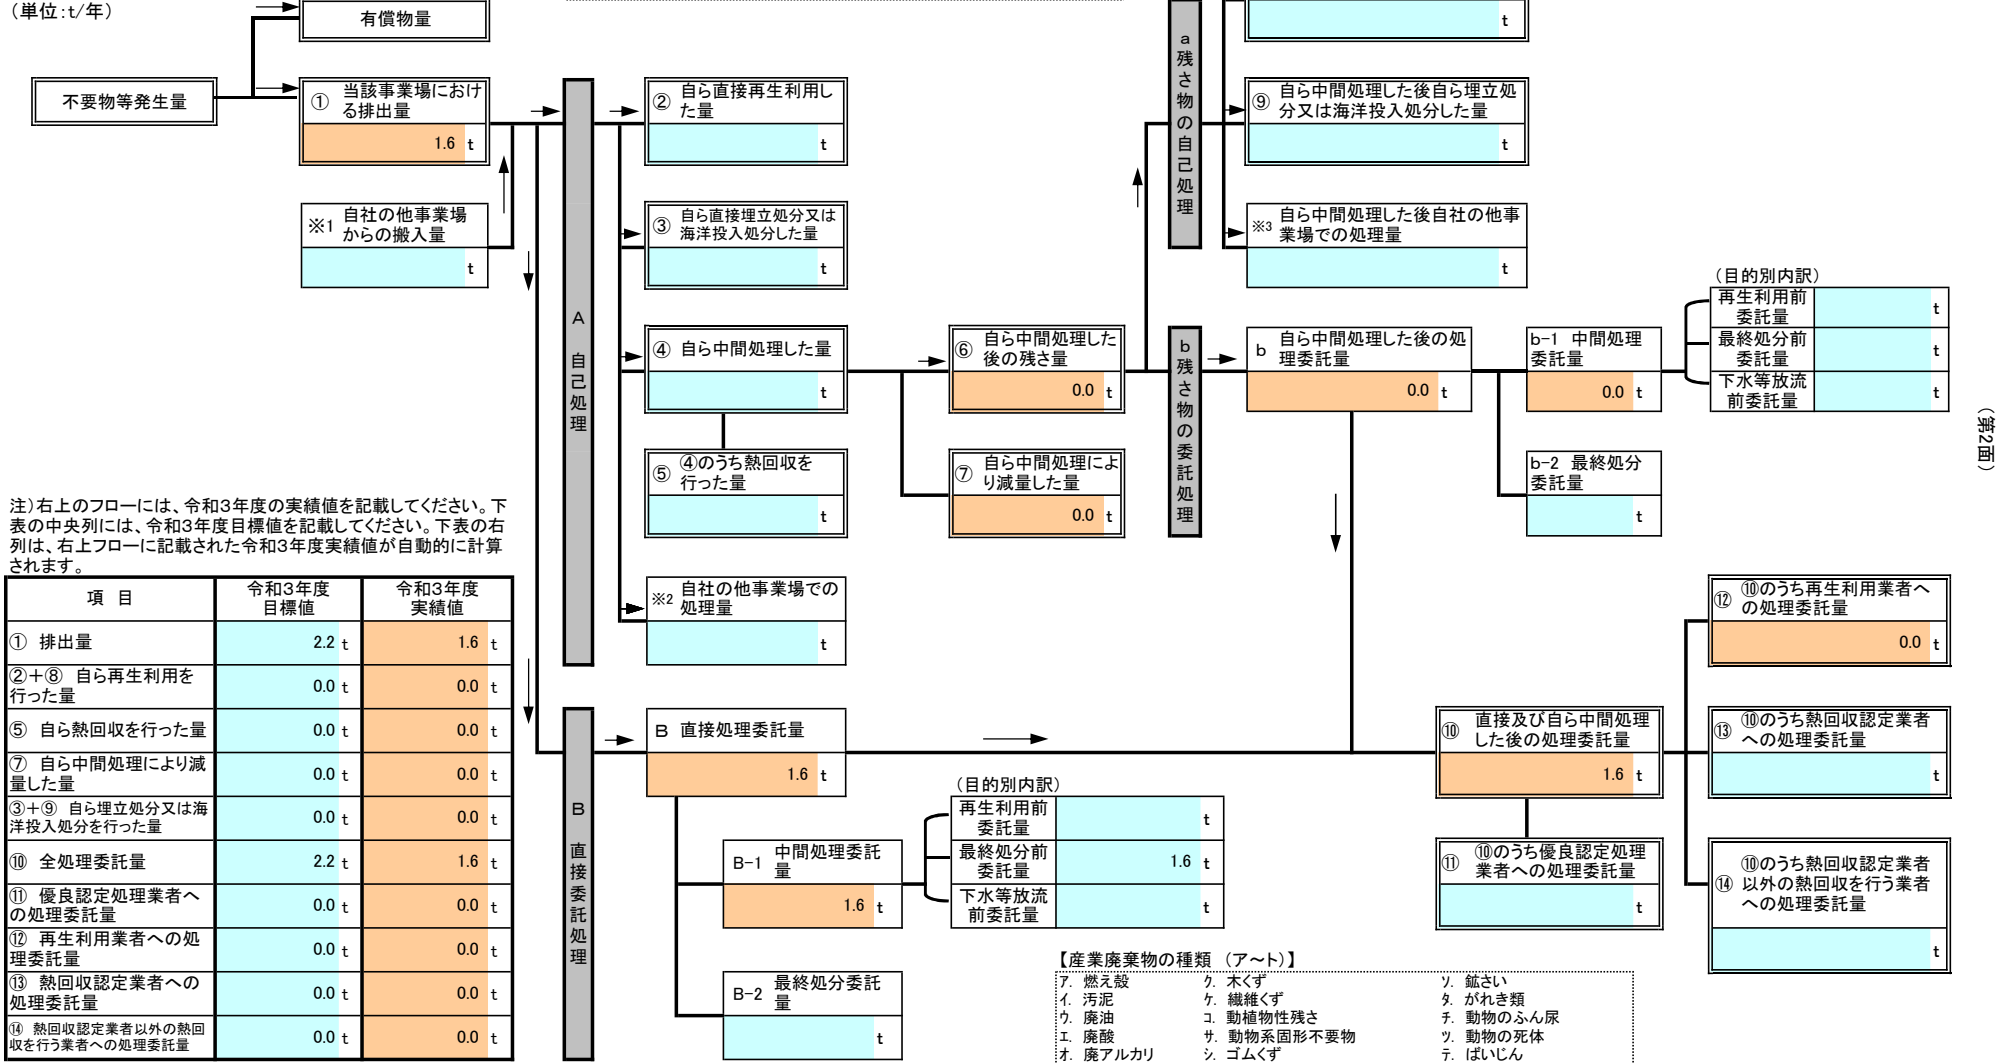 （単位：t/年）
有償物量
t
不要物等発生量
① 当該事業場におけ
る排出量
1.6 t
② 自ら直接再生利用し
た量
t
⑨ 自ら中間処理した後自ら埋立処
分又は海洋投入処分した量
t
a
残さ物の自己処理
※1 自社の他事業場
からの搬入量
t
③ 自ら直接埋立処分又は
海洋投入処分した量
t
※3 自ら中間処理した後自社の他事
業場での処理量
t
A
自己処理
④ 自ら中間処理した量
t
⑥ 自ら中間処理した
後の残さ量
0.0 t
b
残さ物の委託処理
b 自ら中間処理した後の処
理委託量
0.0 t
b-1 中間処理
委託量
0.0 t
（目的別内訳）
再生利用前
委託量
t
最終処分前
委託量
t
下水等放流
前委託量
t
（第2面）
⑤ ④のうち熱回収を
行った量
t
⑦ 自ら中間処理によ
り減量した量
0.0 t
b-2 最終処分
委託量
t
※2 自社の他事業場での
処理量
t
注）右上のフローには、令和3年度の実績値を記載してください。下
表の中央列には、令和3年度目標値を記載してください。下表の右
列は、右上フローに記載された令和3年度実績値が自動的に計算
されます。
項 目
令和3年度
目標値
令和3年度
実績値
① 排出量 2.2 t 1.6 t
②＋⑧ 自ら再生利用を
行った量 0.0 t 0.0 t
⑤ 自ら熱回収を行った量 0.0 t 0.0 t
⑦ 自ら中間処理により減
量した量 0.0 t 0.0 t
③＋⑨ 自ら埋立処分又は海
洋投入処分を行った量 0.0 t 0.0 t
⑩ 全処理委託量 2.2 t 1.6 t
⑪ 優良認定処理業者へ
の処理委託量 0.0 t 0.0 t
⑫ 再生利用業者への処
理委託量 0.0 t 0.0 t
⑬ 熱回収認定業者への
処理委託量 0.0 t 0.0 t
⑭ 熱回収認定業者以外の熱回
収を行う業者への処理委託量 0.0 t 0.0 t
B
直接委託処理
B 直接処理委託量
1.6 t
B-1 中間処理委託
量
1.6 t
B-2 最終処分委託
量
t
（目的別内訳）
再生利用前
委託量
t
最終処分前
委託量
1.6 t
下水等放流
前委託量
t
⑩ 直接及び自ら中間処理
した後の処理委託量
1.6 t
⑪ ⑩のうち優良認定処理
業者への処理委託量
t
⑫ ⑩のうち再生利用業者へ
の処理委託量
0.0 t
⑬ ⑩のうち熱回収認定業者
への処理委託量
t
⑭ ⑩のうち熱回収認定業者
以外の熱回収を行う業者
への処理委託量
t
【産業廃棄物の種類 （ア～ト）】
ア. 燃え殻
イ. 汚泥
ウ. 廃油
エ. 廃酸
オ. 廃アルカリ
ク. 木くず
ケ. 繊維くず
コ. 動植物性残さ
サ. 動物系固形不要物
シ. ゴムくず
ソ. 鉱さい
タ. がれき類
チ. 動物のふん尿
ツ. 動物の死体
テ. ばいじん